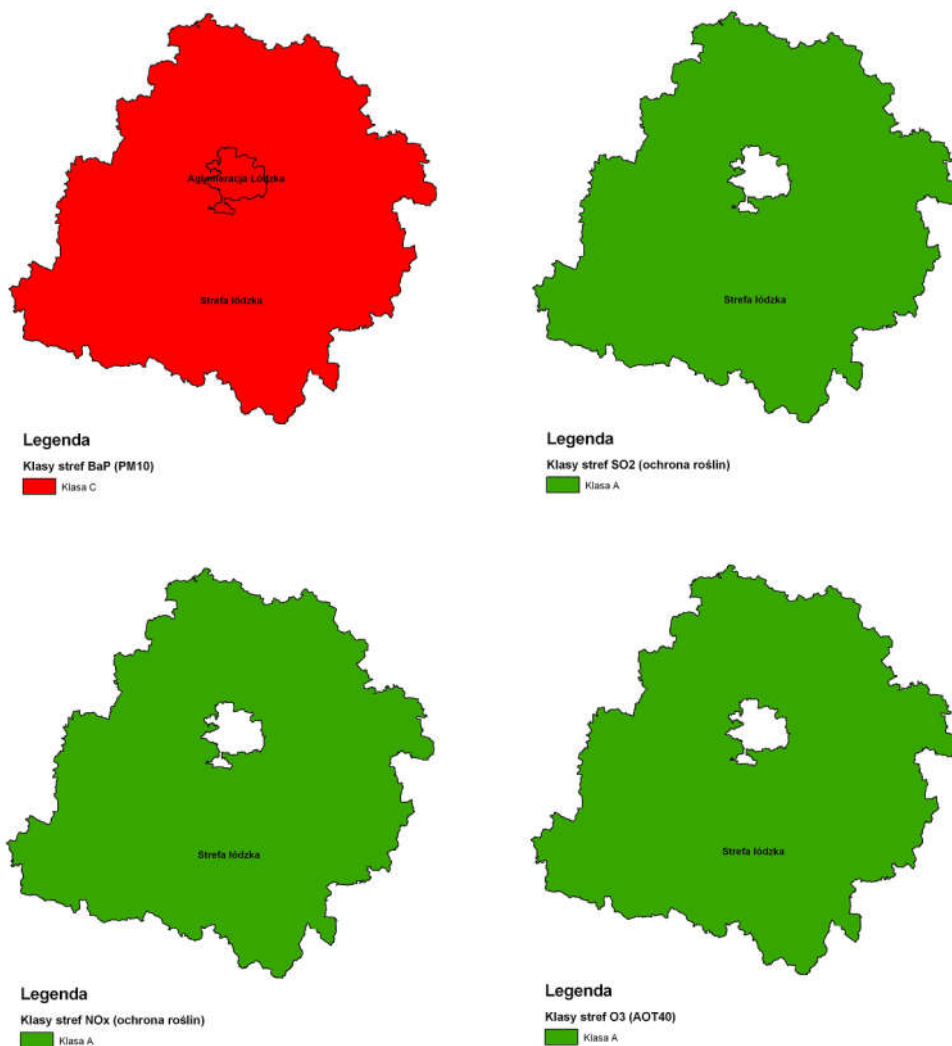 Aglomeracja Łódzka
Strefa łódzka
Legenda
Klasy stref BaP (PM10)
Klasa C
Strefa łódzka
Legenda
Klasy stref SO2 (ochrona roślin)
Klasa A
Strefa łódzka
Legenda
Klasy stref NOx (ochrona roślin)
Klasa A
Strefa łódzka
Legenda
Klasy stref O3 (AOT40)
Klasa A